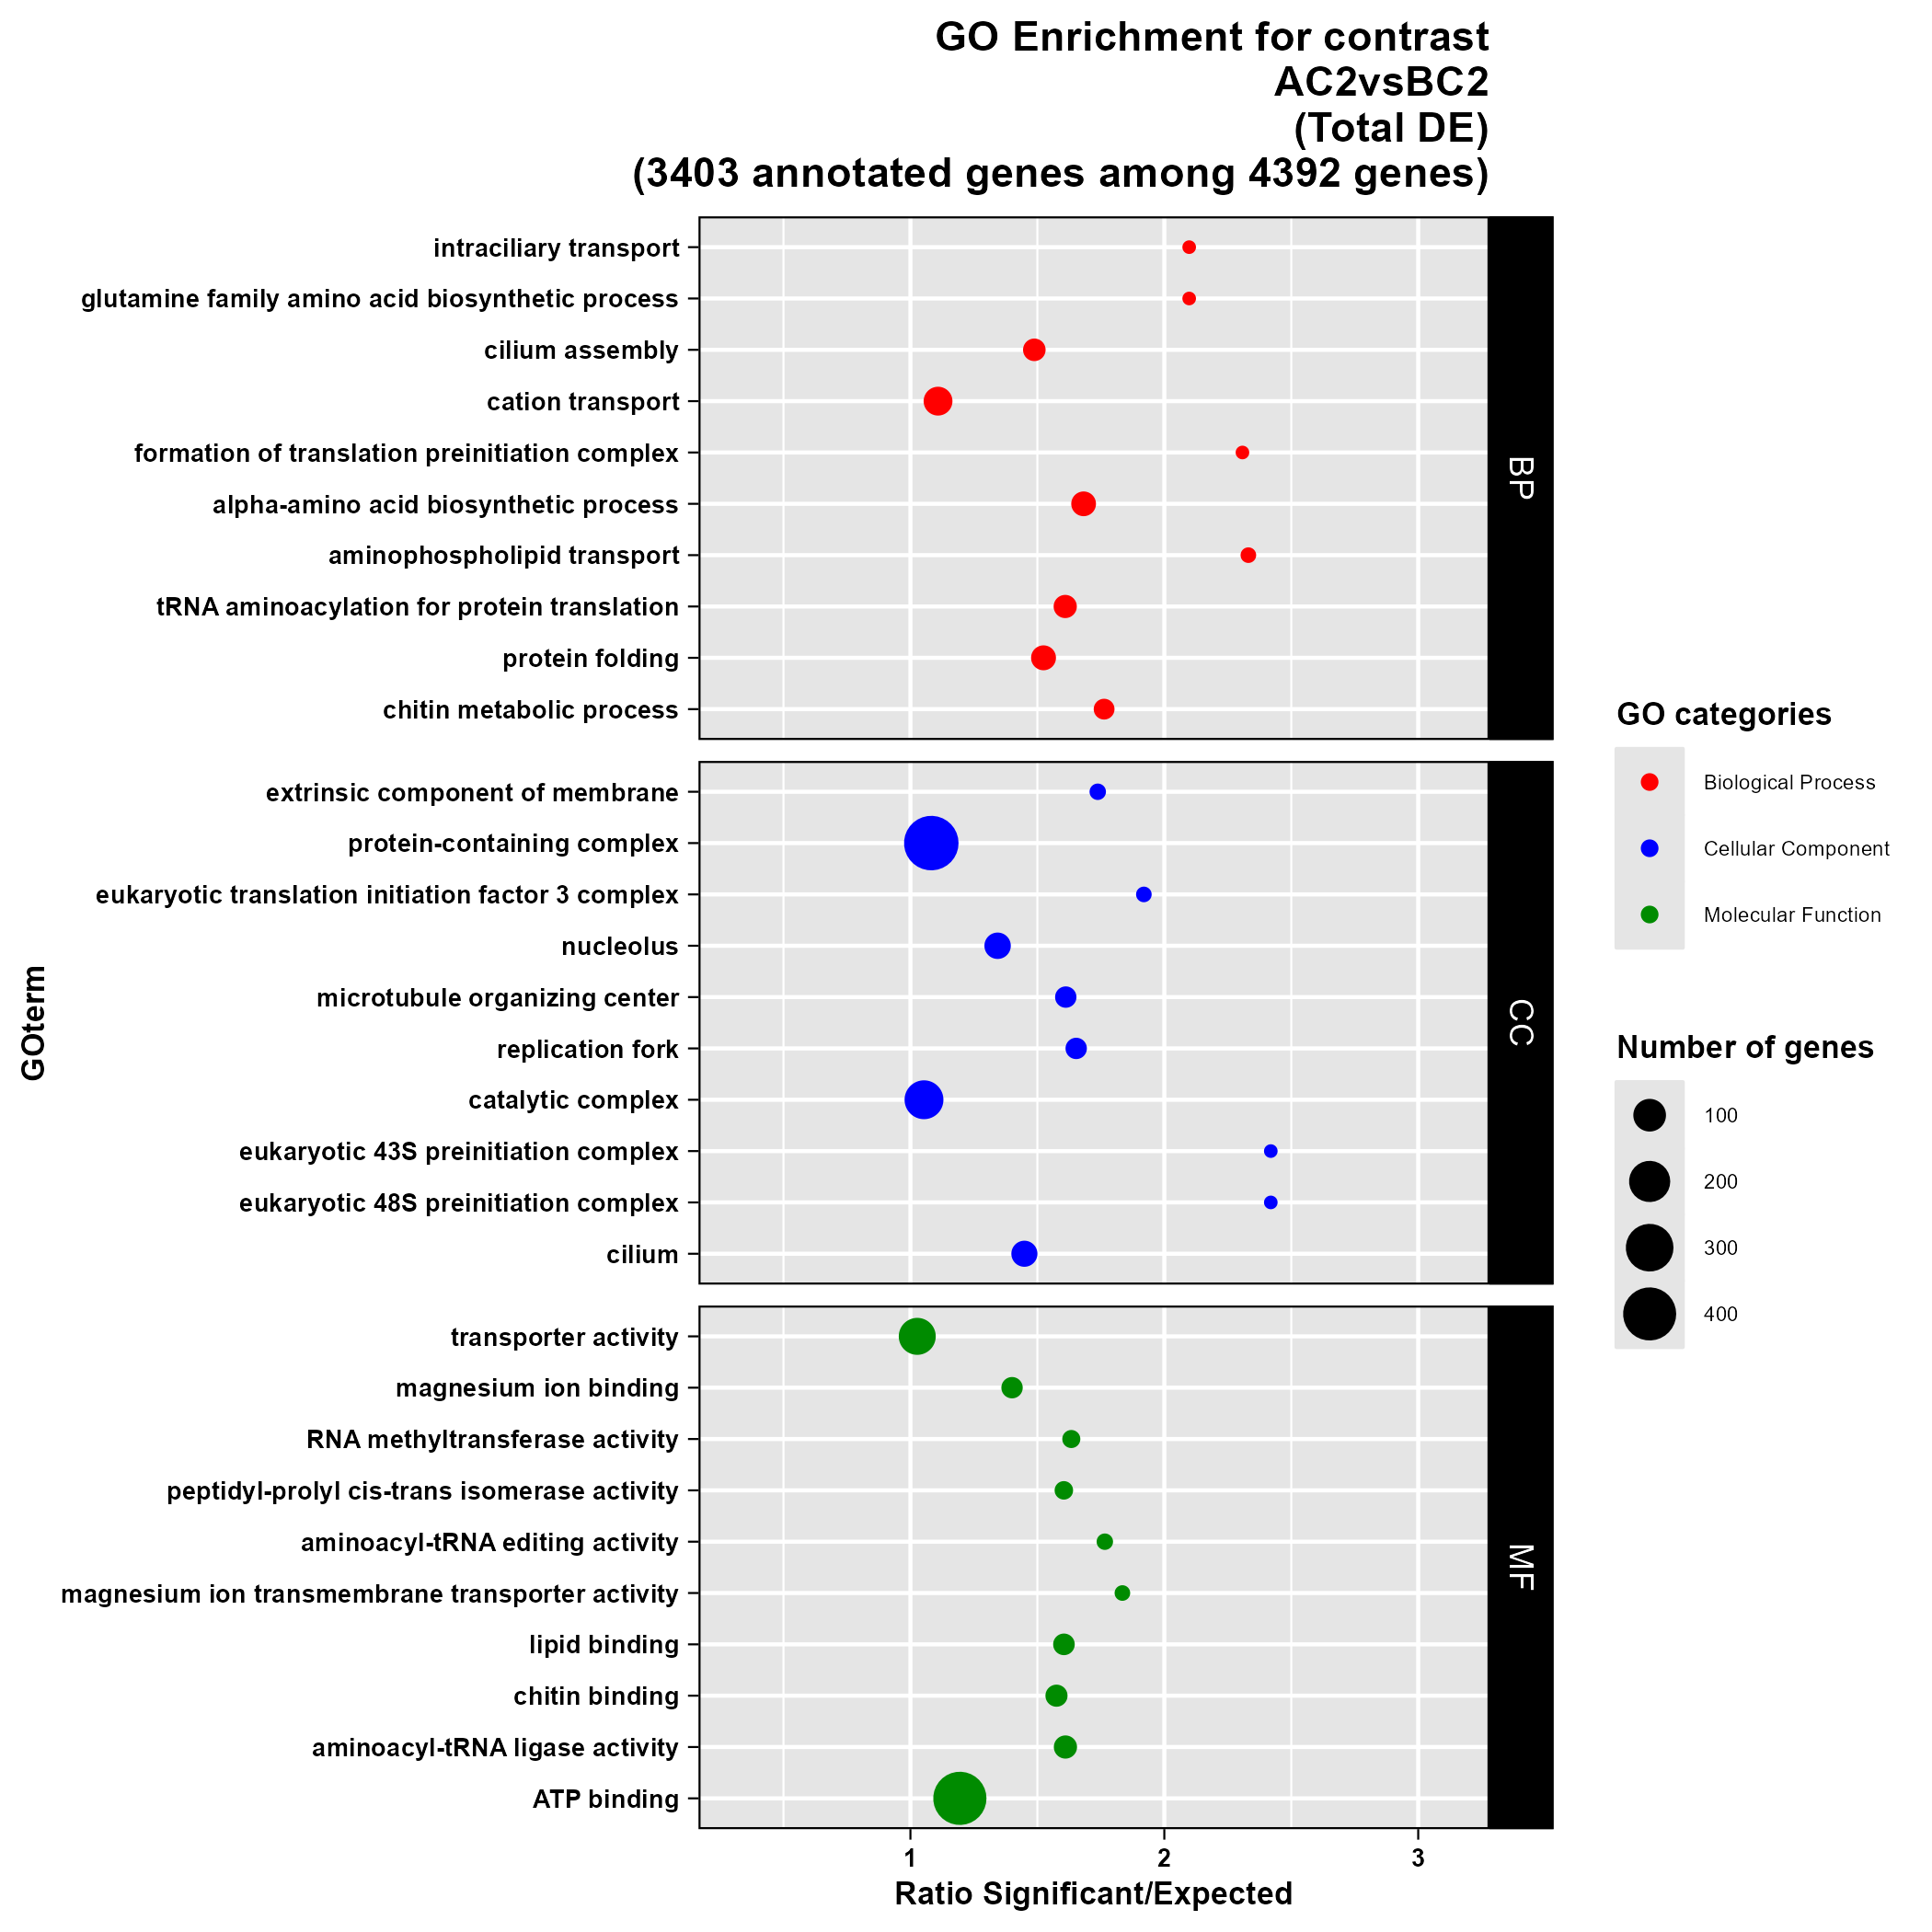 GO Enrichment for contrast
AC2vsBC2
(Total DE)
(3403 annotated genes among 4392 genes)
intraciliary transport
glutamine family amino acid biosynthetic process
cilium assembly
cation transport
formation of translation preinitiation complex
alpha-amino acid biosynthetic process
aminophospholipid transport
tRNA aminoacylation for protein translation
protein folding
chitin metabolic process
BP
extrinsic component of membrane
protein-containing complex
eukaryotic translation initiation factor 3 complex
nucleolus
microtubule organizing center
replication fork
catalytic complex
eukaryotic 43S preinitiation complex
eukaryotic 48S preinitiation complex
cilium
CC
transporter activity
magnesium ion binding
RNA methyltransferase activity
peptidyl-prolyl cis-trans isomerase activity
aminoacyl-tRNA editing activity
magnesium ion transmembrane transporter activity
lipid binding
chitin binding
aminoacyl-tRNA ligase activity
ATP binding
MF
1
2
3
Ratio Significant/Expected
GOterm
GO categories
Biological Process
Cellular Component
Molecular Function
Number of genes
100
200
300
400